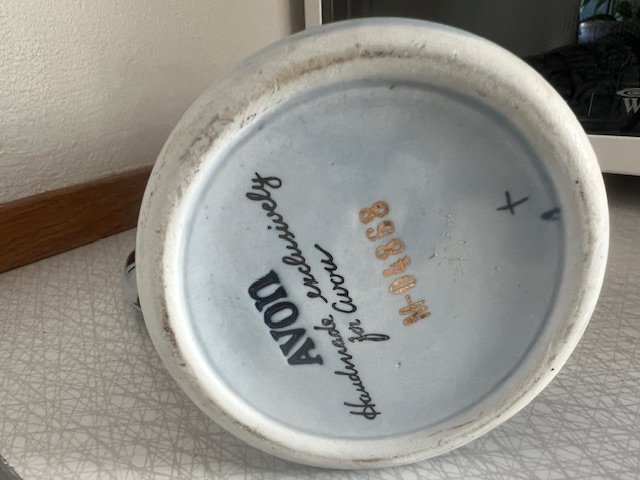 AVON
Handmade exclusively
for Avon
M-04868
X
W